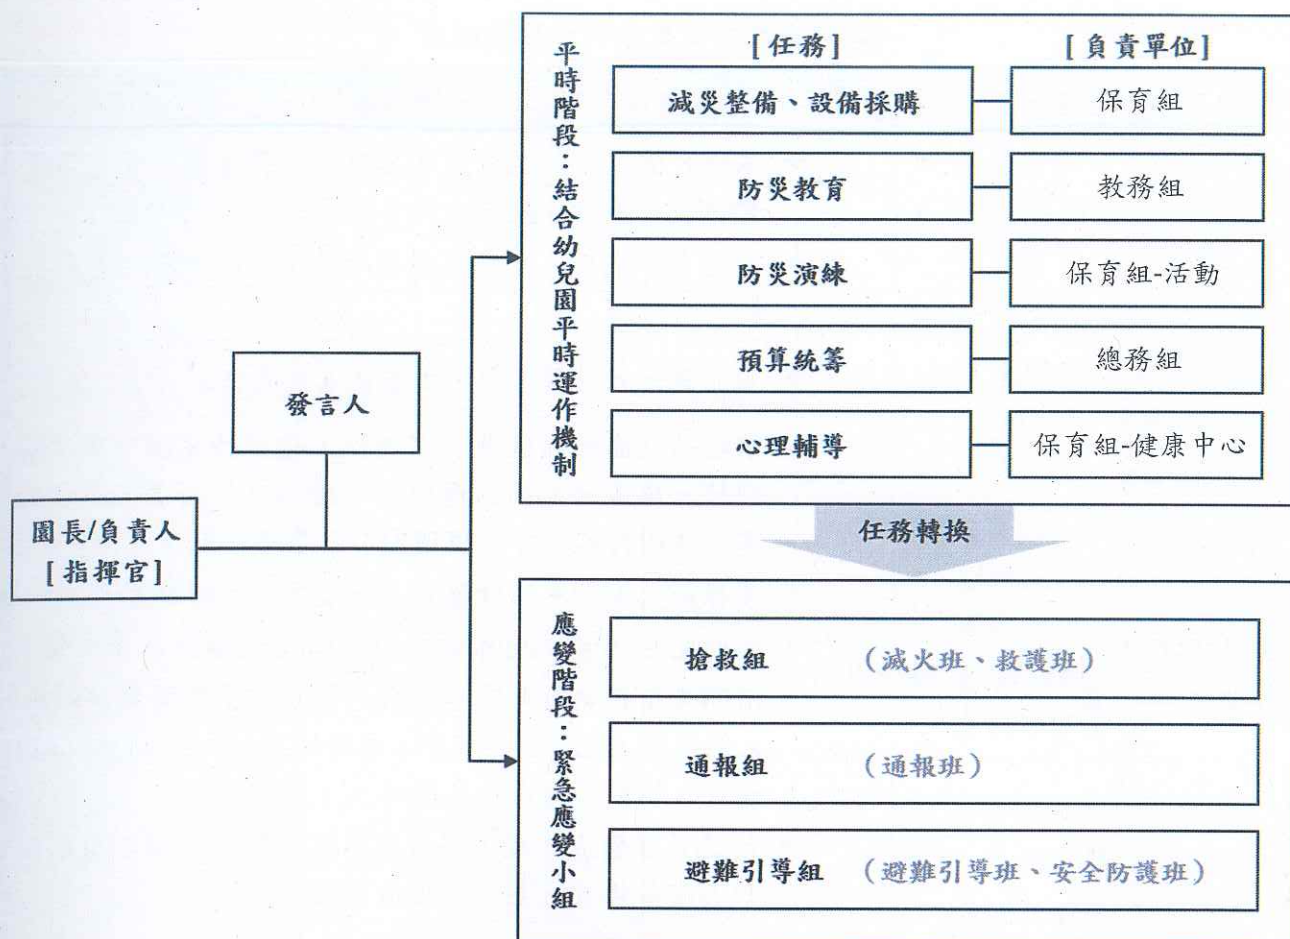 園長/負責人
[指揮官]
發言人
平時階段：結合幼兒園平時運作機制
[任務]
[負責單位]
減災整備、設備採購
保育組
防災教育
教務組
防災演練
保育組-活動
預算統籌
總務組
心理輔導
保育組-健康中心
任務轉換
應變階段：緊急應變小組
搶救組
(滅火班、救護班)
通報組
(通報班)
避難引導組
(避難引導班、安全防護班)